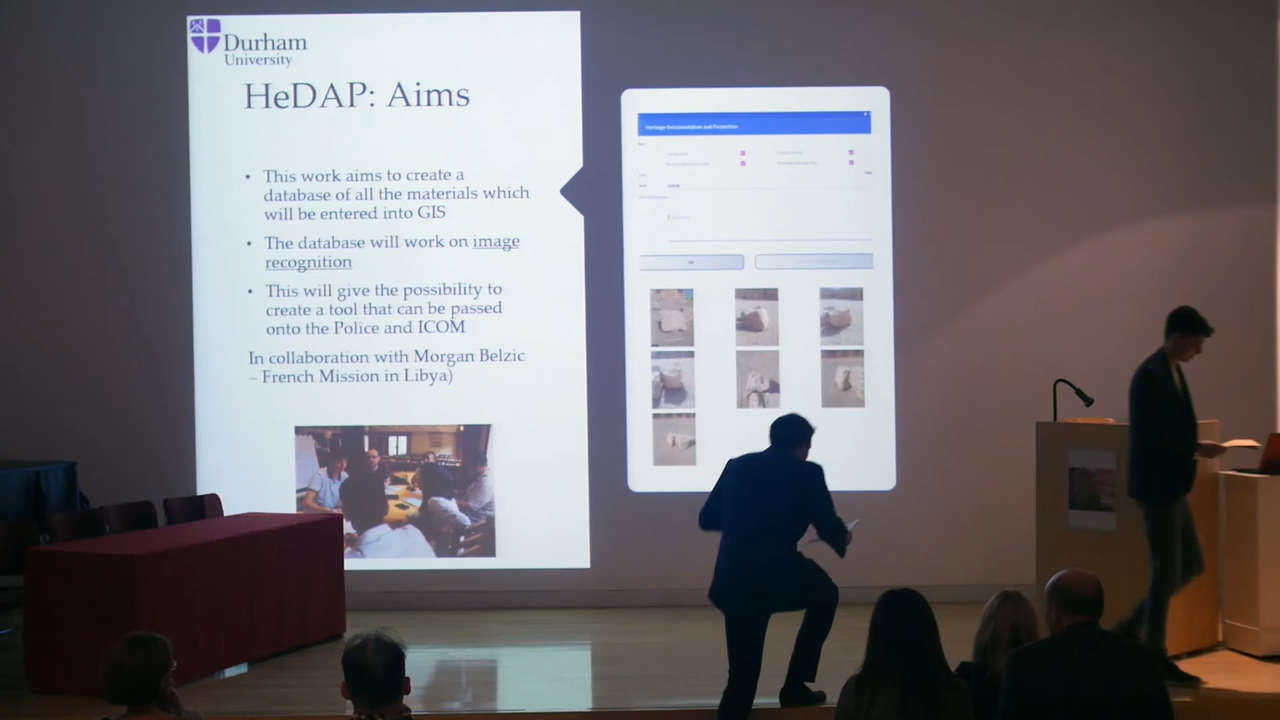 Durham
University
HeDAP: Aims
• This work aims to create a
database of all the materials which
will be entered into GIS
• The database will work on image
recognition
• This will give the possibility to
create a tool that can be passed
onto the Police and ICOM
In collaboration with Morgan Belzic
– French Mission in Libya)
Heritage Documentation and Protection